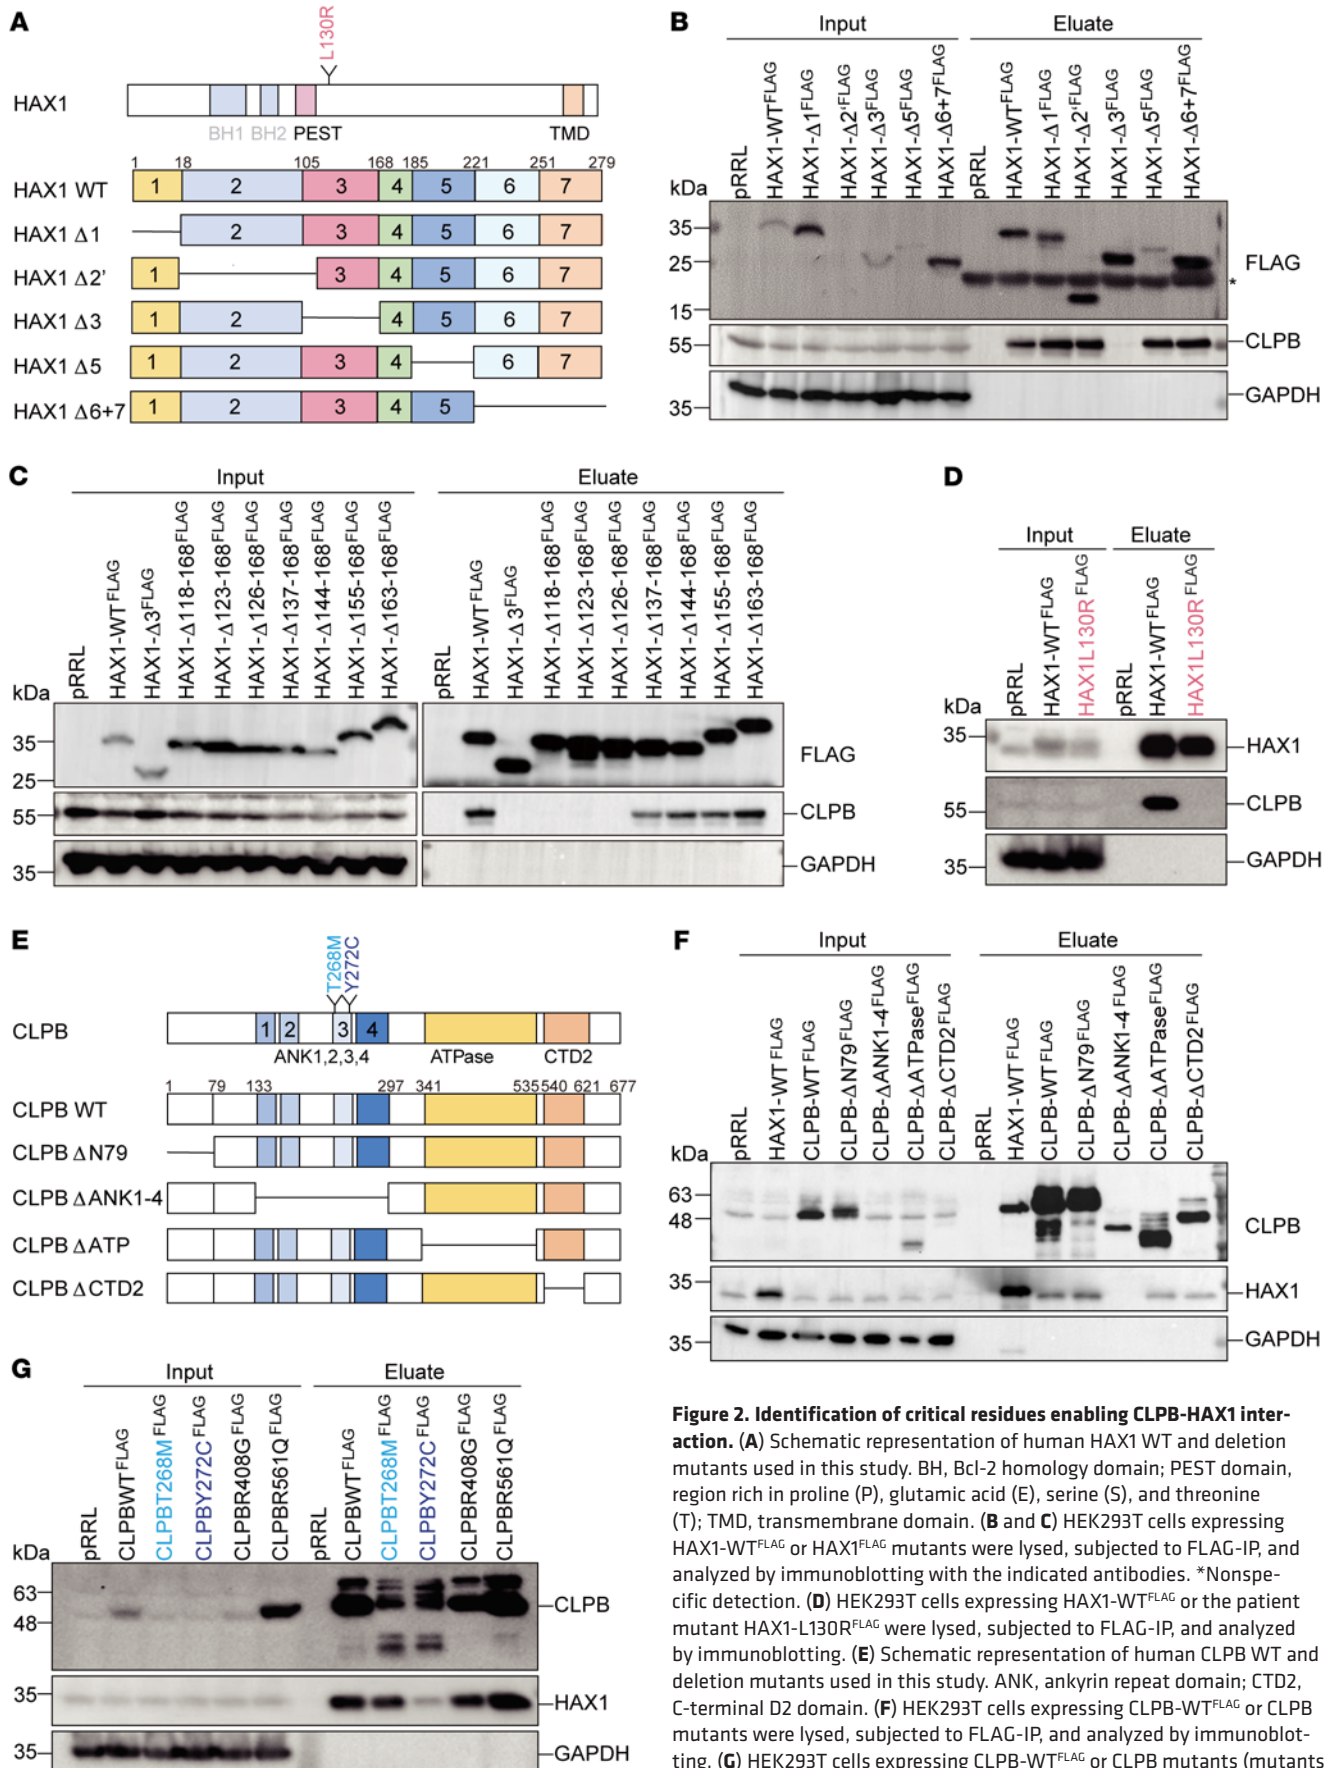 A
L130R
HAX1
BH1 BH2 PEST TMD
1 18 105 168 185 221 251 279
HAX1 WT 1 2 3 4 5 6 7
HAX1 Δ1 2 3 4 5 6 7
HAX1 Δ2' 1 3 4 5 6 7
HAX1 Δ3 1 2 4 5 6 7
HAX1 Δ5 1 2 3 4 6 7
HAX1 Δ6+7 1 2 3 4 5
B
Input Eluate
pRRL
HAX1-WTFLAG
HAX1-Δ1FLAG
HAX1-Δ2'FLAG
HAX1-Δ3FLAG
HAX1-Δ5FLAG
HAX1-Δ6+7FLAG
pRRL
HAX1-WTFLAG
HAX1-Δ1FLAG
HAX1-Δ2'FLAG
HAX1-Δ3FLAG
HAX1-Δ5FLAG
HAX1-Δ6+7FLAG
kDa
35
25 FLAG
*
15
55 CLPB
35 GAPDH
C
Input Eluate
pRRL
HAX1-WTFLAG
HAX1-Δ3FLAG
HAX1-Δ118-168FLAG
HAX1-Δ123-168FLAG
HAX1-Δ126-168FLAG
HAX1-Δ137-168FLAG
HAX1-Δ144-168FLAG
HAX1-Δ155-168FLAG
HAX1-Δ163-168FLAG
pRRL
HAX1-WTFLAG
HAX1-Δ3FLAG
HAX1-Δ118-168FLAG
HAX1-Δ123-168FLAG
HAX1-Δ126-168FLAG
HAX1-Δ137-168FLAG
HAX1-Δ144-168FLAG
HAX1-Δ155-168FLAG
HAX1-Δ163-168FLAG
kDa
35
FLAG
25
55 CLPB
35 GAPDH
D
Input Eluate
pRRL
HAX1-WTFLAG
HAX1L130RFLAG
pRRL
HAX1-WTFLAG
HAX1L130RFLAG
kDa
35 HAX1
55 CLPB
35 GAPDH
E
T268M
Y272C
CLPB 1 2 3 4
ANK1,2,3,4 ATPase CTD2
1 79 133 297 341 535 540 621 677
CLPB WT
CLPB ΔN79
CLPB ΔANK1-4
CLPB ΔATP
CLPB ΔCTD2
F
Input Eluate
pRRL
HAX1-WTFLAG
CLPB-WTFLAG
CLPB-ΔN79FLAG
CLPB-ΔANK1-4FLAG
CLPB-ΔATPaseFLAG
CLPB-ΔCTD2FLAG
pRRL
HAX1-WTFLAG
CLPB-WTFLAG
CLPB-ΔN79FLAG
CLPB-ΔANK1-4FLAG
CLPB-ΔATPaseFLAG
CLPB-ΔCTD2FLAG
kDa
63
48 CLPB
35 HAX1
35 GAPDH
G
Input Eluate
pRRL
CLPBWTFLAG
CLPBT268MFLAG
CLPBY272CFLAG
CLPBR408GFLAG
CLPBR561QFLAG
pRRL
CLPBWTFLAG
CLPBT268MFLAG
CLPBY272CFLAG
CLPBR408GFLAG
CLPBR561QFLAG
kDa
63 CLPB
48
35 HAX1
35 GAPDH
Figure 2. Identification of critical residues enabling CLPB-HAX1 inter-
action. (A) Schematic representation of human HAX1 WT and deletion
mutants used in this study. BH, Bcl-2 homology domain; PEST domain,
region rich in proline (P), glutamic acid (E), serine (S), and threonine
(T); TMD, transmembrane domain. (B and C) HEK293T cells expressing
HAX1-WTFLAG or HAX1FLAG mutants were lysed, subjected to FLAG-IP, and
analyzed by immunoblotting with the indicated antibodies. *Nonspe-
cific detection. (D) HEK293T cells expressing HAX1-WTFLAG or the patient
mutant HAX1-L130RFLAG were lysed, subjected to FLAG-IP, and analyzed
by immunoblotting. (E) Schematic representation of human CLPB WT and
deletion mutants used in this study. ANK, ankyrin repeat domain; CTD2,
C-terminal D2 domain. (F) HEK293T cells expressing CLPB-WTFLAG or CLPB
mutants were lysed, subjected to FLAG-IP, and analyzed by immunoblot-
ting. (G) HEK293T cells expressing CLPB-WTFLAG or CLPB mutants (mutants